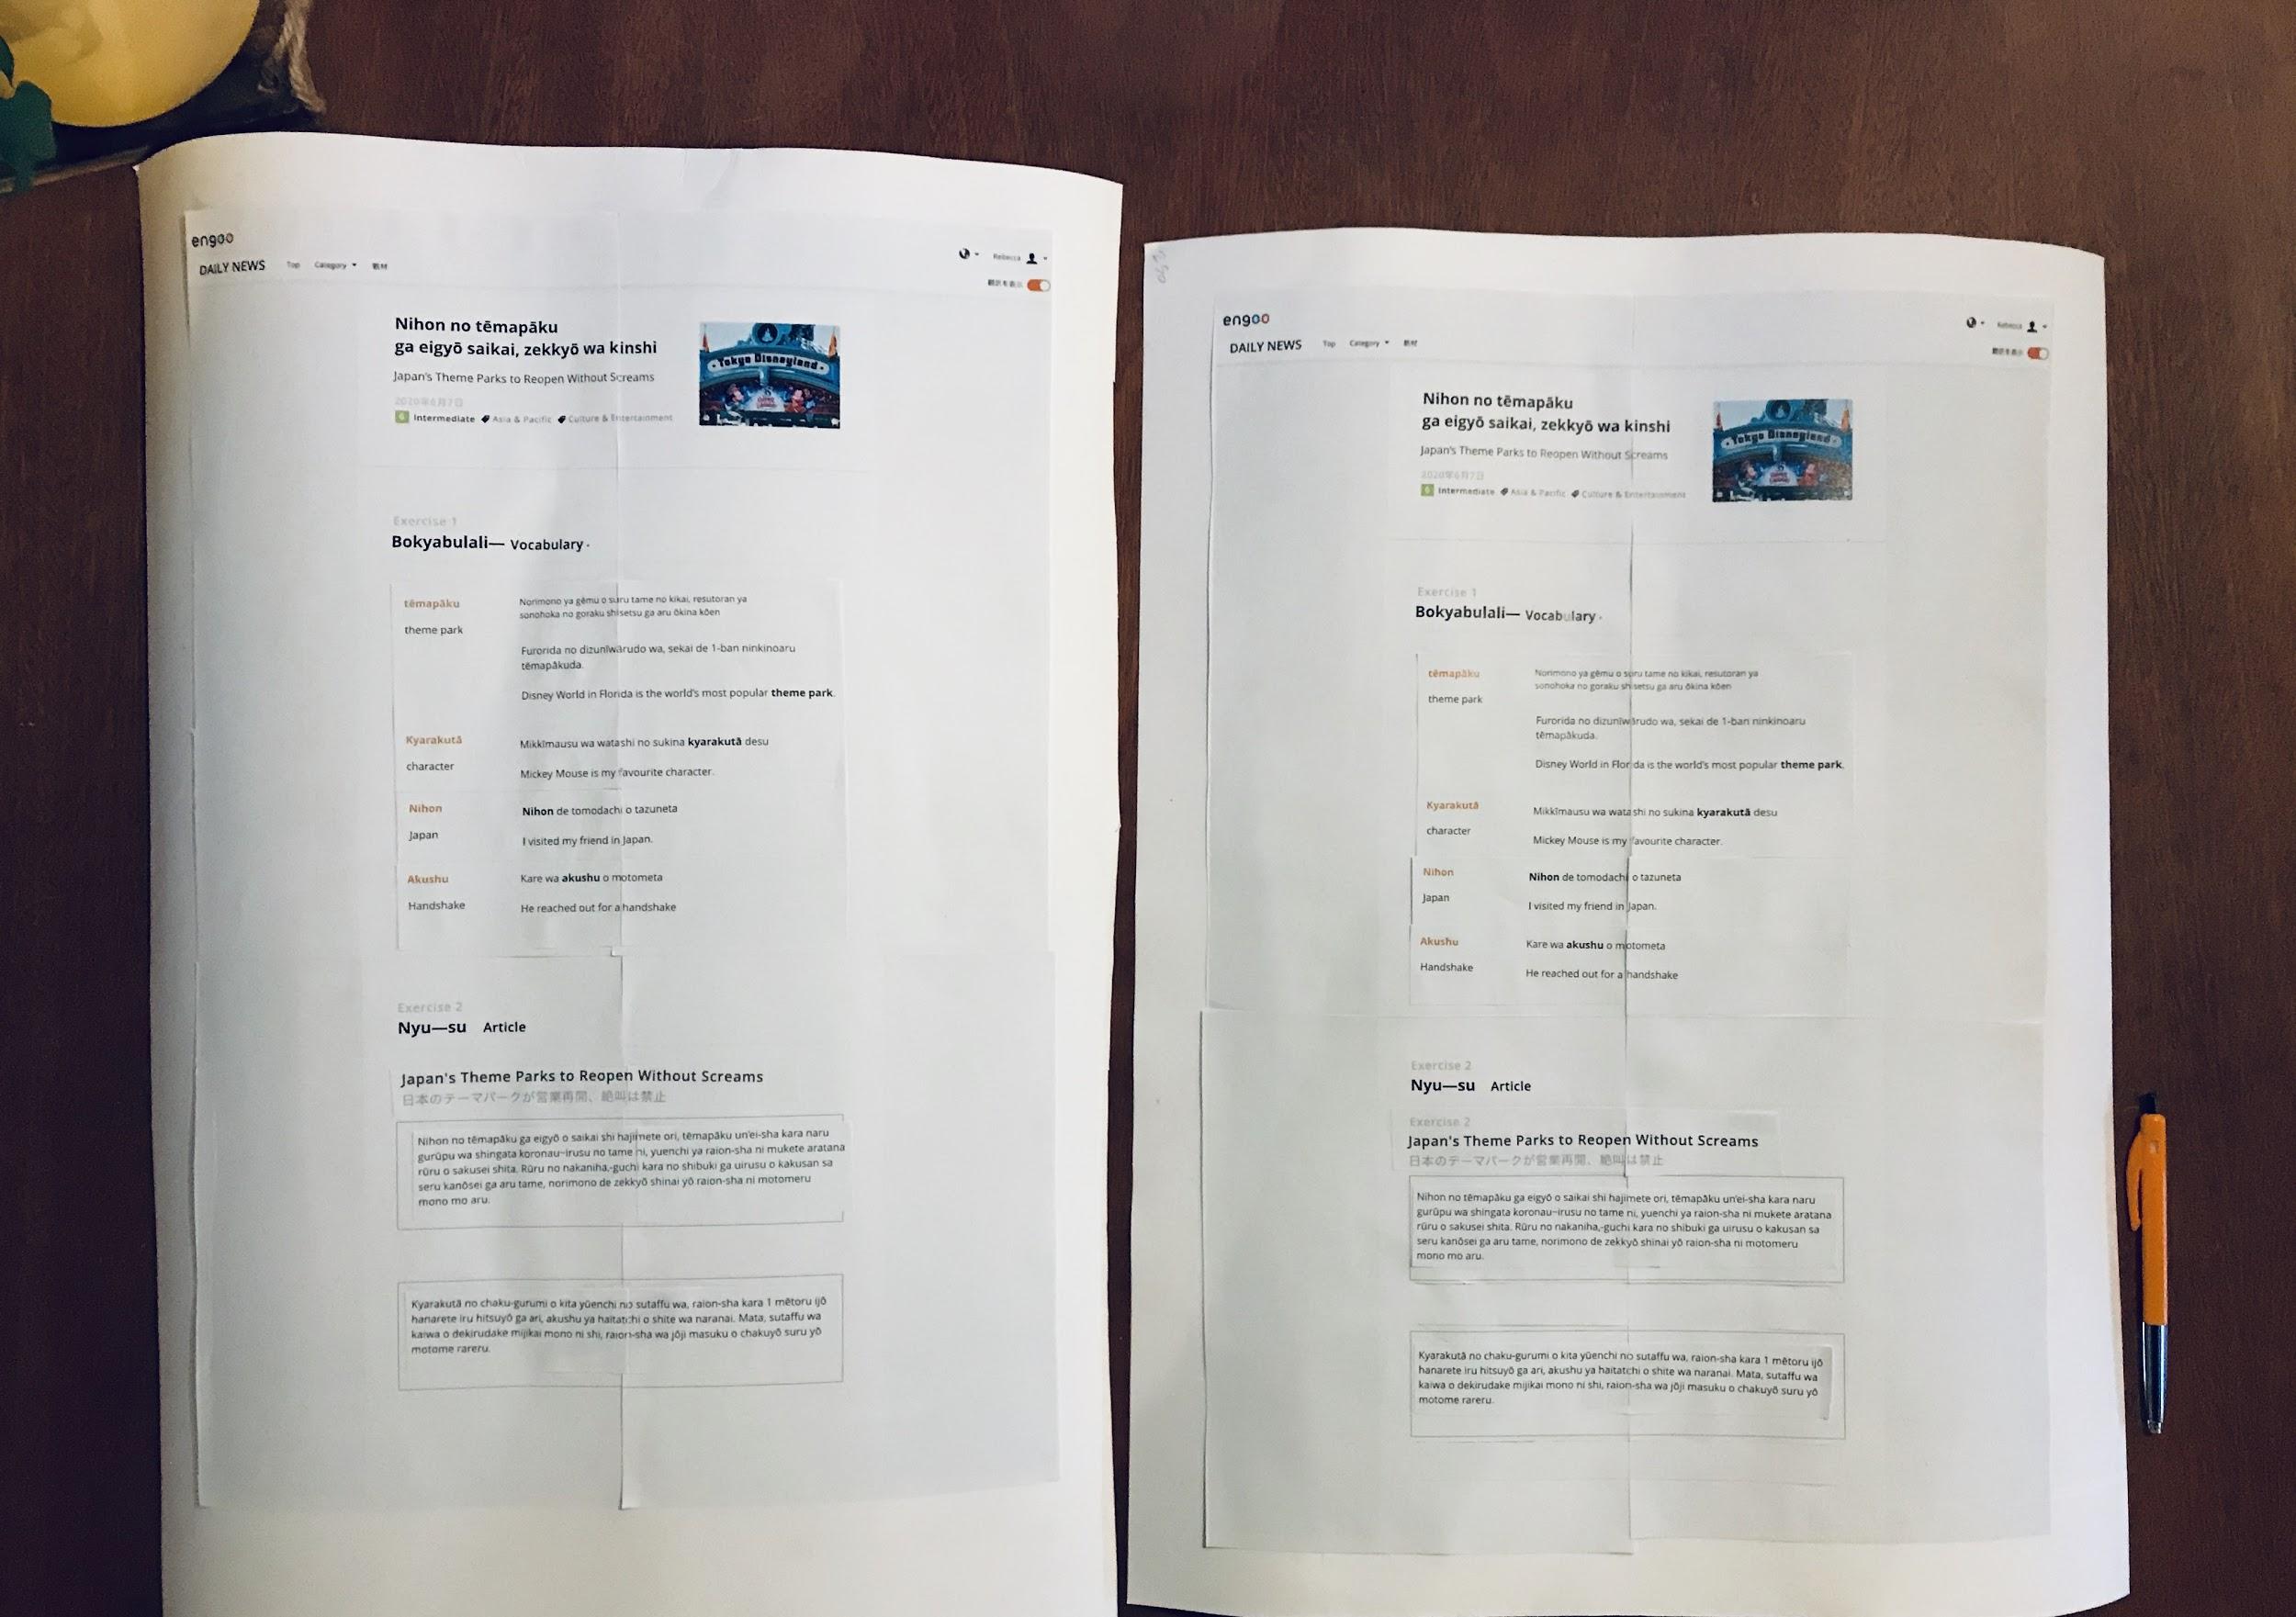 engoo
DAILY NEWS Top Category 教材
Rebecca
翻訳を表示
Nihon no tēmapāku
ga eigyō saikai, zekkyō wa kinshi
Japan's Theme Parks to Reopen Without Screams
2020年6月7日
6 Intermediate Asia & Pacific Culture & Entertainment
Tokyo Disneyland
Exercise 1
Bokyabulali— Vocabulary
tēmapāku
theme park
Norimono ya gēmu o suru tame no kikai, resutoran ya
sonohoka no goraku shisetsu ga aru ōkina kōen
Furorida no dizunīwārudo wa, sekai de 1-ban ninkinoaru
tēmapākuda.
Disney World in Florida is the world's most popular theme park.
Kyarakutā
character
Mikkīmausu wa watashi no sukina kyarakutā desu
Mickey Mouse is my favourite character.
Nihon
Japan
Nihon de tomodachi o tazuneta
I visited my friend in Japan.
Akushu
Handshake
Kare wa akushu o motometa
He reached out for a handshake
Exercise 2
Nyu—su Article
Japan's Theme Parks to Reopen Without Screams
日本のテーマパークが営業再開、絶叫は禁止
Nihon no tēmapāku ga eigyō o saikai shi hajimete ori, tēmapāku un'ei-sha kara naru
gurūpu wa shingata koronau-irusu no tame ni, yuenchi ya raion-sha ni mukete aratana
rūru o sakusei shita. Rūru no nakaniha,-guchi kara no shibuki ga uirusu o kakusan sa
seru kanōsei ga aru tame, norimono de zekkyō shinai yō raion-sha ni motomeru
mono mo aru.
Kyarakutā no chaku-gurumi o kita yūenchi no sutaffu wa, raion-sha kara 1 mētoru ijō
hanarete iru hitsuyō ga ari, akushu ya haitatchi o shite wa naranai. Mata, sutaffu wa
kaiwa o dekirudake mijikai mono ni shi, raion-sha wa jōji masuku o chakuyō suru yō
motome rareru.
engoo
DAILY NEWS Top Category 教材
Rebecca
翻訳を表示
Nihon no tēmapāku
ga eigyō saikai, zekkyō wa kinshi
Japan's Theme Parks to Reopen Without Screams
2020年6月7日
6 Intermediate Asia & Pacific Culture & Entertainment
Tokyo Disneyland
Exercise 1
Bokyabulali— Vocabulary
tēmapāku
theme park
Norimono ya gēmu o suru tame no kikai, resutoran ya
sonohoka no goraku shisetsu ga aru ōkina kōen
Furorida no dizunīwārudo wa, sekai de 1-ban ninkinoaru
tēmapākuda.
Disney World in Florida is the world's most popular theme park.
Kyarakutā
character
Mikkīmausu wa watashi no sukina kyarakutā desu
Mickey Mouse is my favourite character.
Nihon
Japan
Nihon de tomodachi o tazuneta
I visited my friend in Japan.
Akushu
Handshake
Kare wa akushu o motometa
He reached out for a handshake
Exercise 2
Nyu—su Article
Exercise 2
Japan's Theme Parks to Reopen Without Screams
日本のテーマパークが営業再開、絶叫は禁止
Nihon no tēmapāku ga eigyō o saikai shi hajimete ori, tēmapāku un'ei-sha kara naru
gurūpu wa shingata koronau-irusu no tame ni, yuenchi ya raion-sha ni mukete aratana
rūru o sakusei shita. Rūru no nakaniha,-guchi kara no shibuki ga uirusu o kakusan sa
seru kanōsei ga aru tame, norimono de zekkyō shinai yō raion-sha ni motomeru
mono mo aru.
Kyarakutā no chaku-gurumi o kita yūenchi no sutaffu wa, raion-sha kara 1 mētoru ijō
hanarete iru hitsuyō ga ari, akushu ya haitatchi o shite wa naranai. Mata, sutaffu wa
kaiwa o dekirudake mijikai mono ni shi, raion-sha wa jōji masuku o chakuyō suru yō
motome rareru.